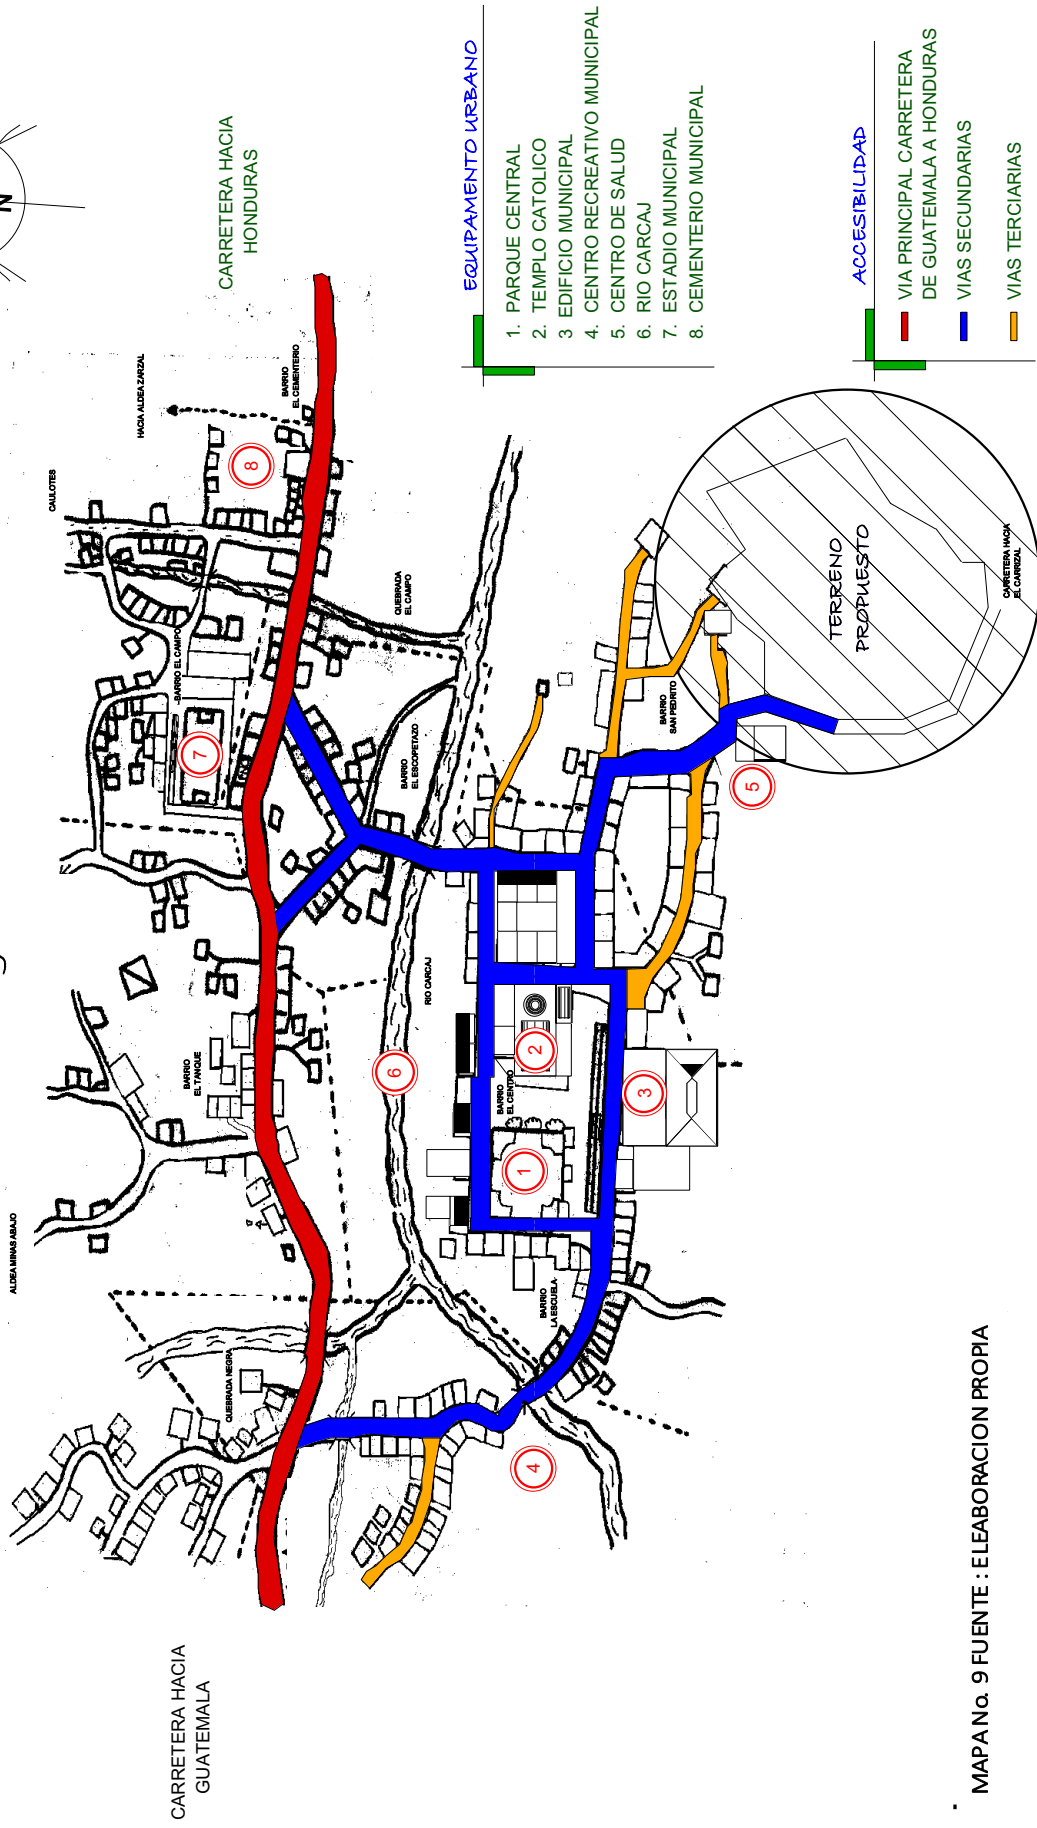 N
CARRETERA HACIA
HONDURAS
CARRETERA HACIA
GUATEMALA
HACIA ALDEA ZARZAL
CAULOTES
BARRIO
EL CEMENTERIO
BARRIO EL CAMPO
QUEBRADA
EL CAMPO
BARRIO
EL ESCOPETAZO
BARRIO
EL TANQUE
RIO CARCAJ
ALDEA MINAS ABAJO
QUEBRADA NEGRA
BARRIO
LA ESCUELA
BARRIO
EL CENTRO
BARRIO
SAN PEDRITO
TERRENO
PROPUESTO
CARRETERA HACIA
EL CARRIZAL
1
2
3
4
5
6
7
8
EQUIPAMENTO URBANO
1. PARQUE CENTRAL
2. TEMPLO CATOLICO
3 EDIFICIO MUNICIPAL
4. CENTRO RECREATIVO MUNICIPAL
5. CENTRO DE SALUD
6. RIO CARCAJ
7. ESTADIO MUNICIPAL
8. CEMENTERIO MUNICIPAL
ACCESIBILIDAD
VIA PRINCIPAL CARRETERA
DE GUATEMALA A HONDURAS
VIAS SECUNDARIAS
VIAS TERCIARIAS
MAPA No. 9 FUENTE : ELEABORACION PROPIA